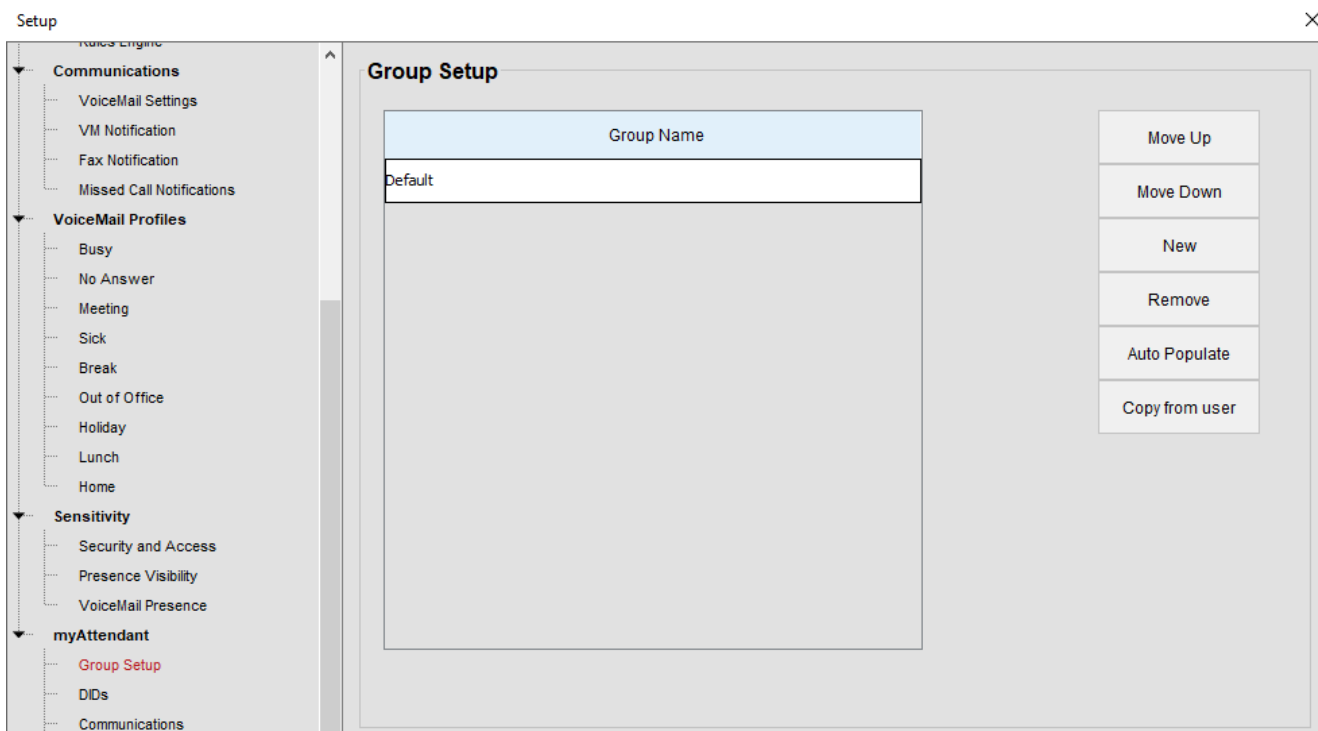 Setup
Rules Engine
Communications
VoiceMail Settings
VM Notification
Fax Notification
Missed Call Notifications
VoiceMail Profiles
Busy
No Answer
Meeting
Sick
Break
Out of Office
Holiday
Lunch
Home
Sensitivity
Security and Access
Presence Visibility
VoiceMail Presence
myAttendant
Group Setup
DIDs
Communications
Group Setup
Group Name
Default
Move Up
Move Down
New
Remove
Auto Populate
Copy from user